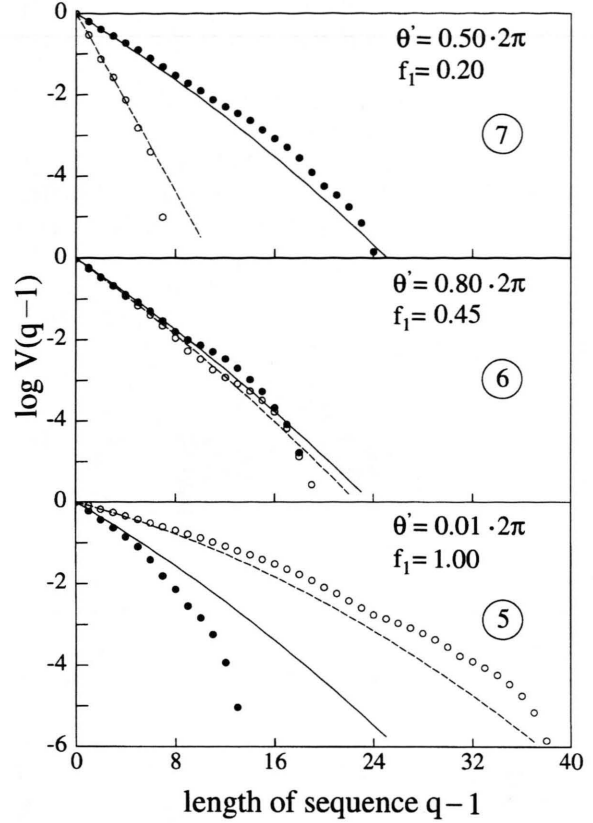 0
-2
-4
θ' = 0.50 · 2π
f₁ = 0.20
7
0
-2
-4
θ' = 0.80 · 2π
f₁ = 0.45
6
0
-2
-4
-6
θ' = 0.01 · 2π
f₁ = 1.00
5
log V(q−1)
0 8 16 24 32 40
length of sequence q−1